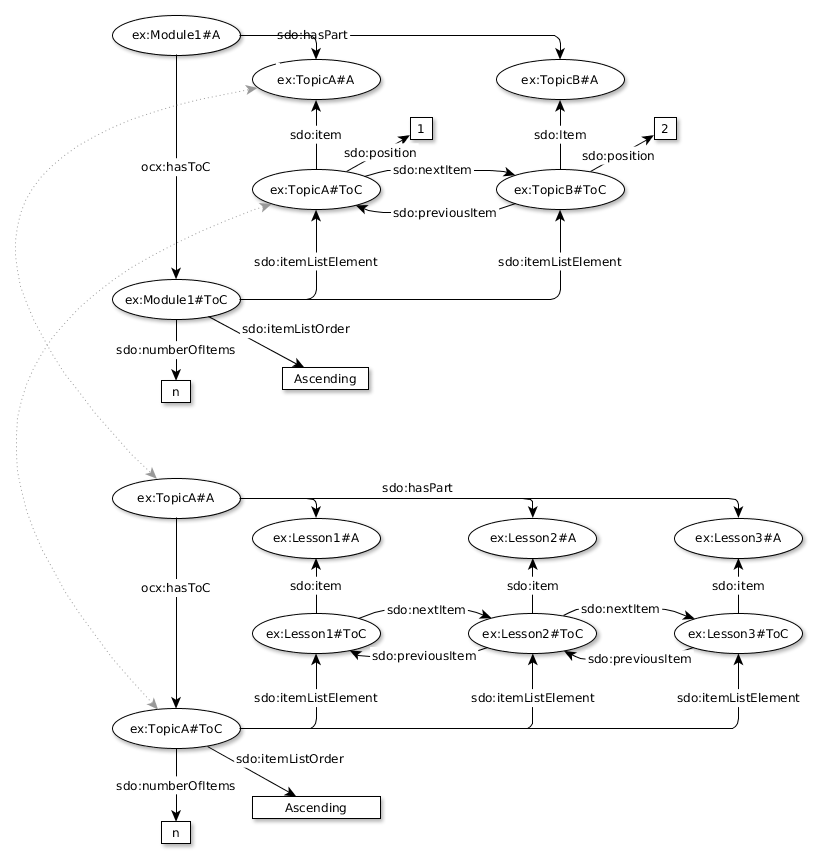 ex:Module1#A
sdo:hasPart
ex:TopicA#A
ex:TopicB#A
1
2
sdo:item
sdo:Item
sdo:position
sdo:position
ocx:hasToC
sdo:nextItem
ex:TopicA#ToC
ex:TopicB#ToC
sdo:previousItem
sdo:itemListElement
sdo:itemListElement
ex:Module1#ToC
sdo:itemListOrder
sdo:numberOfItems
Ascending
n
sdo:hasPart
ex:TopicA#A
ex:Lesson1#A
ex:Lesson2#A
ex:Lesson3#A
ocx:hasToC
sdo:item
sdo:item
sdo:item
sdo:nextItem
sdo:nextItem
ex:Lesson1#ToC
ex:Lesson2#ToC
ex:Lesson3#ToC
sdo:previousItem
sdo:previousItem
sdo:itemListElement
sdo:itemListElement
sdo:itemListElement
ex:TopicA#ToC
sdo:itemListOrder
sdo:numberOfItems
Ascending
n